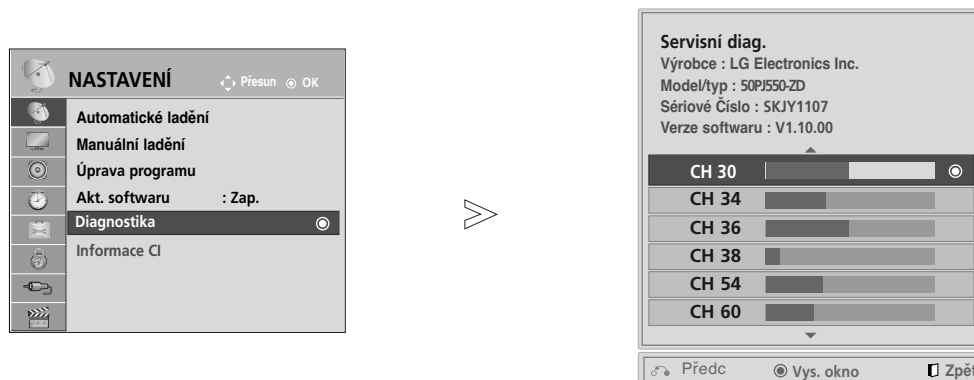 NASTAVENÍ
Přesun OK
Automatické ladění
Manuální ladění
Úprava programu
Akt. softwaru : Zap.
Diagnostika
Informace CI
Servisní diag.
Výrobce : LG Electronics Inc.
Model/typ : 50PJ550-ZD
Sériové Číslo : SKJY1107
Verze softwaru : V1.10.00
CH 30
CH 34
CH 36
CH 38
CH 54
CH 60
Předc Vys. okno Zpět